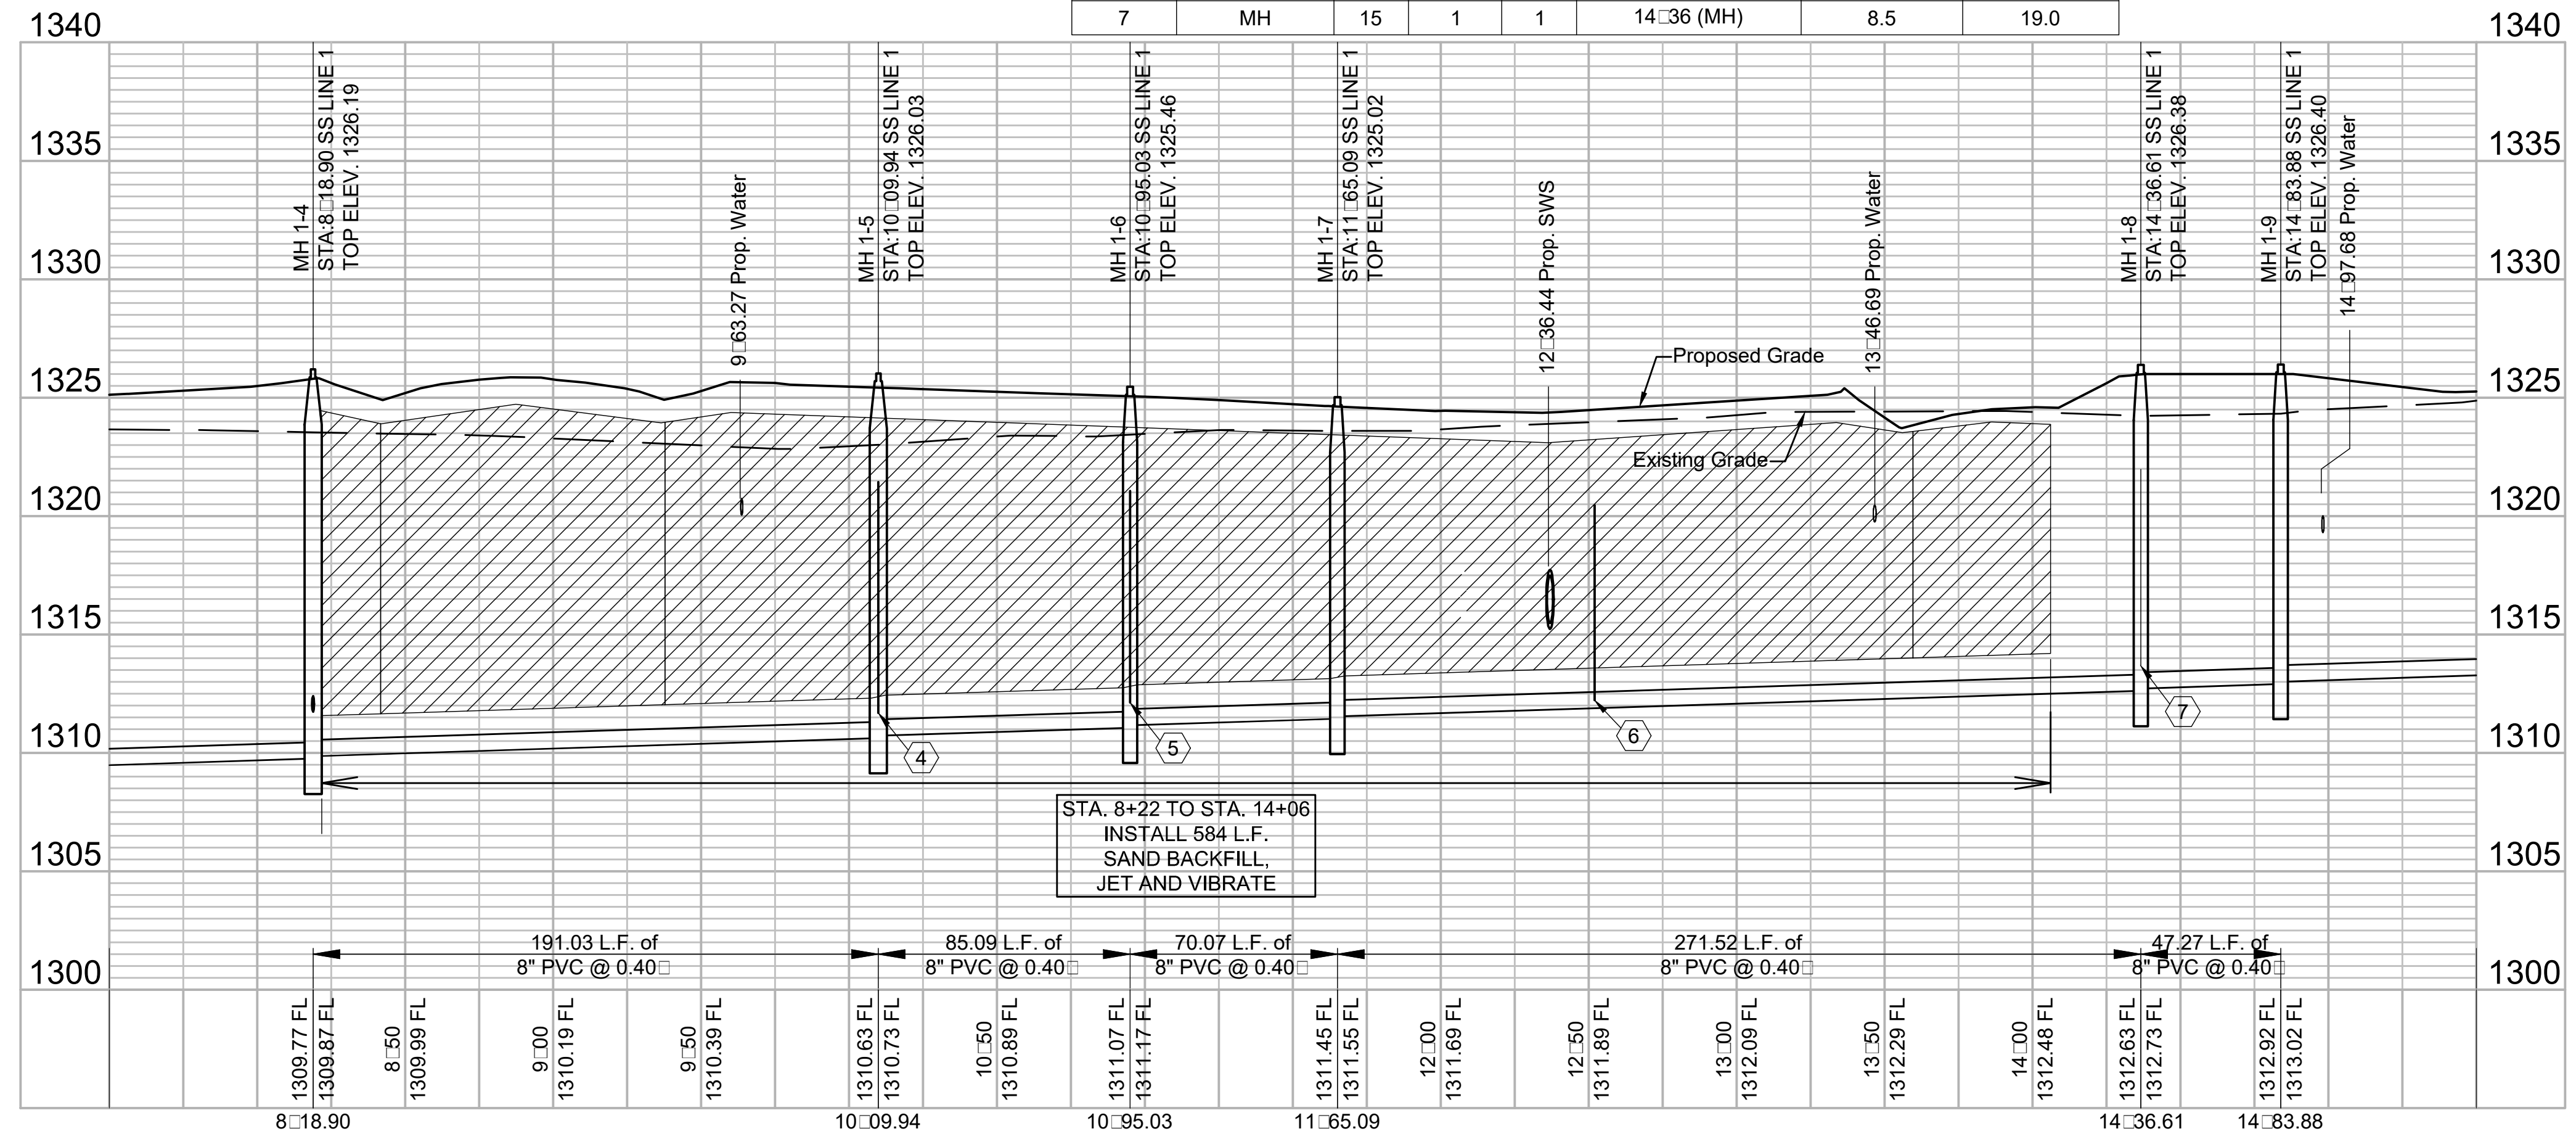 7 MH 15 1 1 14□36 (MH) 8.5 19.0
1340 1340
1335 1335
1330 1330
1325 1325
1320 1320
1315 1315
1310 1310
1305 1305
1300 1300
MH 1-4
STA:8□18.90 SS LINE 1
TOP ELEV. 1326.19
9□63.27 Prop. Water
MH 1-5
STA:10□09.94 SS LINE 1
TOP ELEV. 1326.03
MH 1-6
STA:10□95.03 SS LINE 1
TOP ELEV. 1325.46
MH 1-7
STA:11□65.09 SS LINE 1
TOP ELEV. 1325.02
12□36.44 Prop. SWS
13□46.69 Prop. Water
MH 1-8
STA:14□36.61 SS LINE 1
TOP ELEV. 1326.38
MH 1-9
STA:14□83.88 SS LINE 1
TOP ELEV. 1326.40
14□97.68 Prop. Water
Proposed Grade
Existing Grade
4
5
6
7
STA. 8+22 TO STA. 14+06
INSTALL 584 L.F.
SAND BACKFILL,
JET AND VIBRATE
191.03 L.F. of
8" PVC @ 0.40□
85.09 L.F. of
8" PVC @ 0.40□
70.07 L.F. of
8" PVC @ 0.40□
271.52 L.F. of
8" PVC @ 0.40□
47.27 L.F. of
8" PVC @ 0.40□
1309.77 FL
1309.87 FL
8□50
1309.99 FL
9□00
1310.19 FL
9□50
1310.39 FL
1310.63 FL
1310.73 FL
10□50
1310.89 FL
1311.07 FL
1311.17 FL
1311.45 FL
1311.55 FL
12□00
1311.69 FL
12□50
1311.89 FL
13□00
1312.09 FL
13□50
1312.29 FL
14□00
1312.48 FL
1312.63 FL
1312.73 FL
1312.92 FL
1313.02 FL
8□18.90 10□09.94 10□95.03 11□65.09 14□36.61 14□83.88